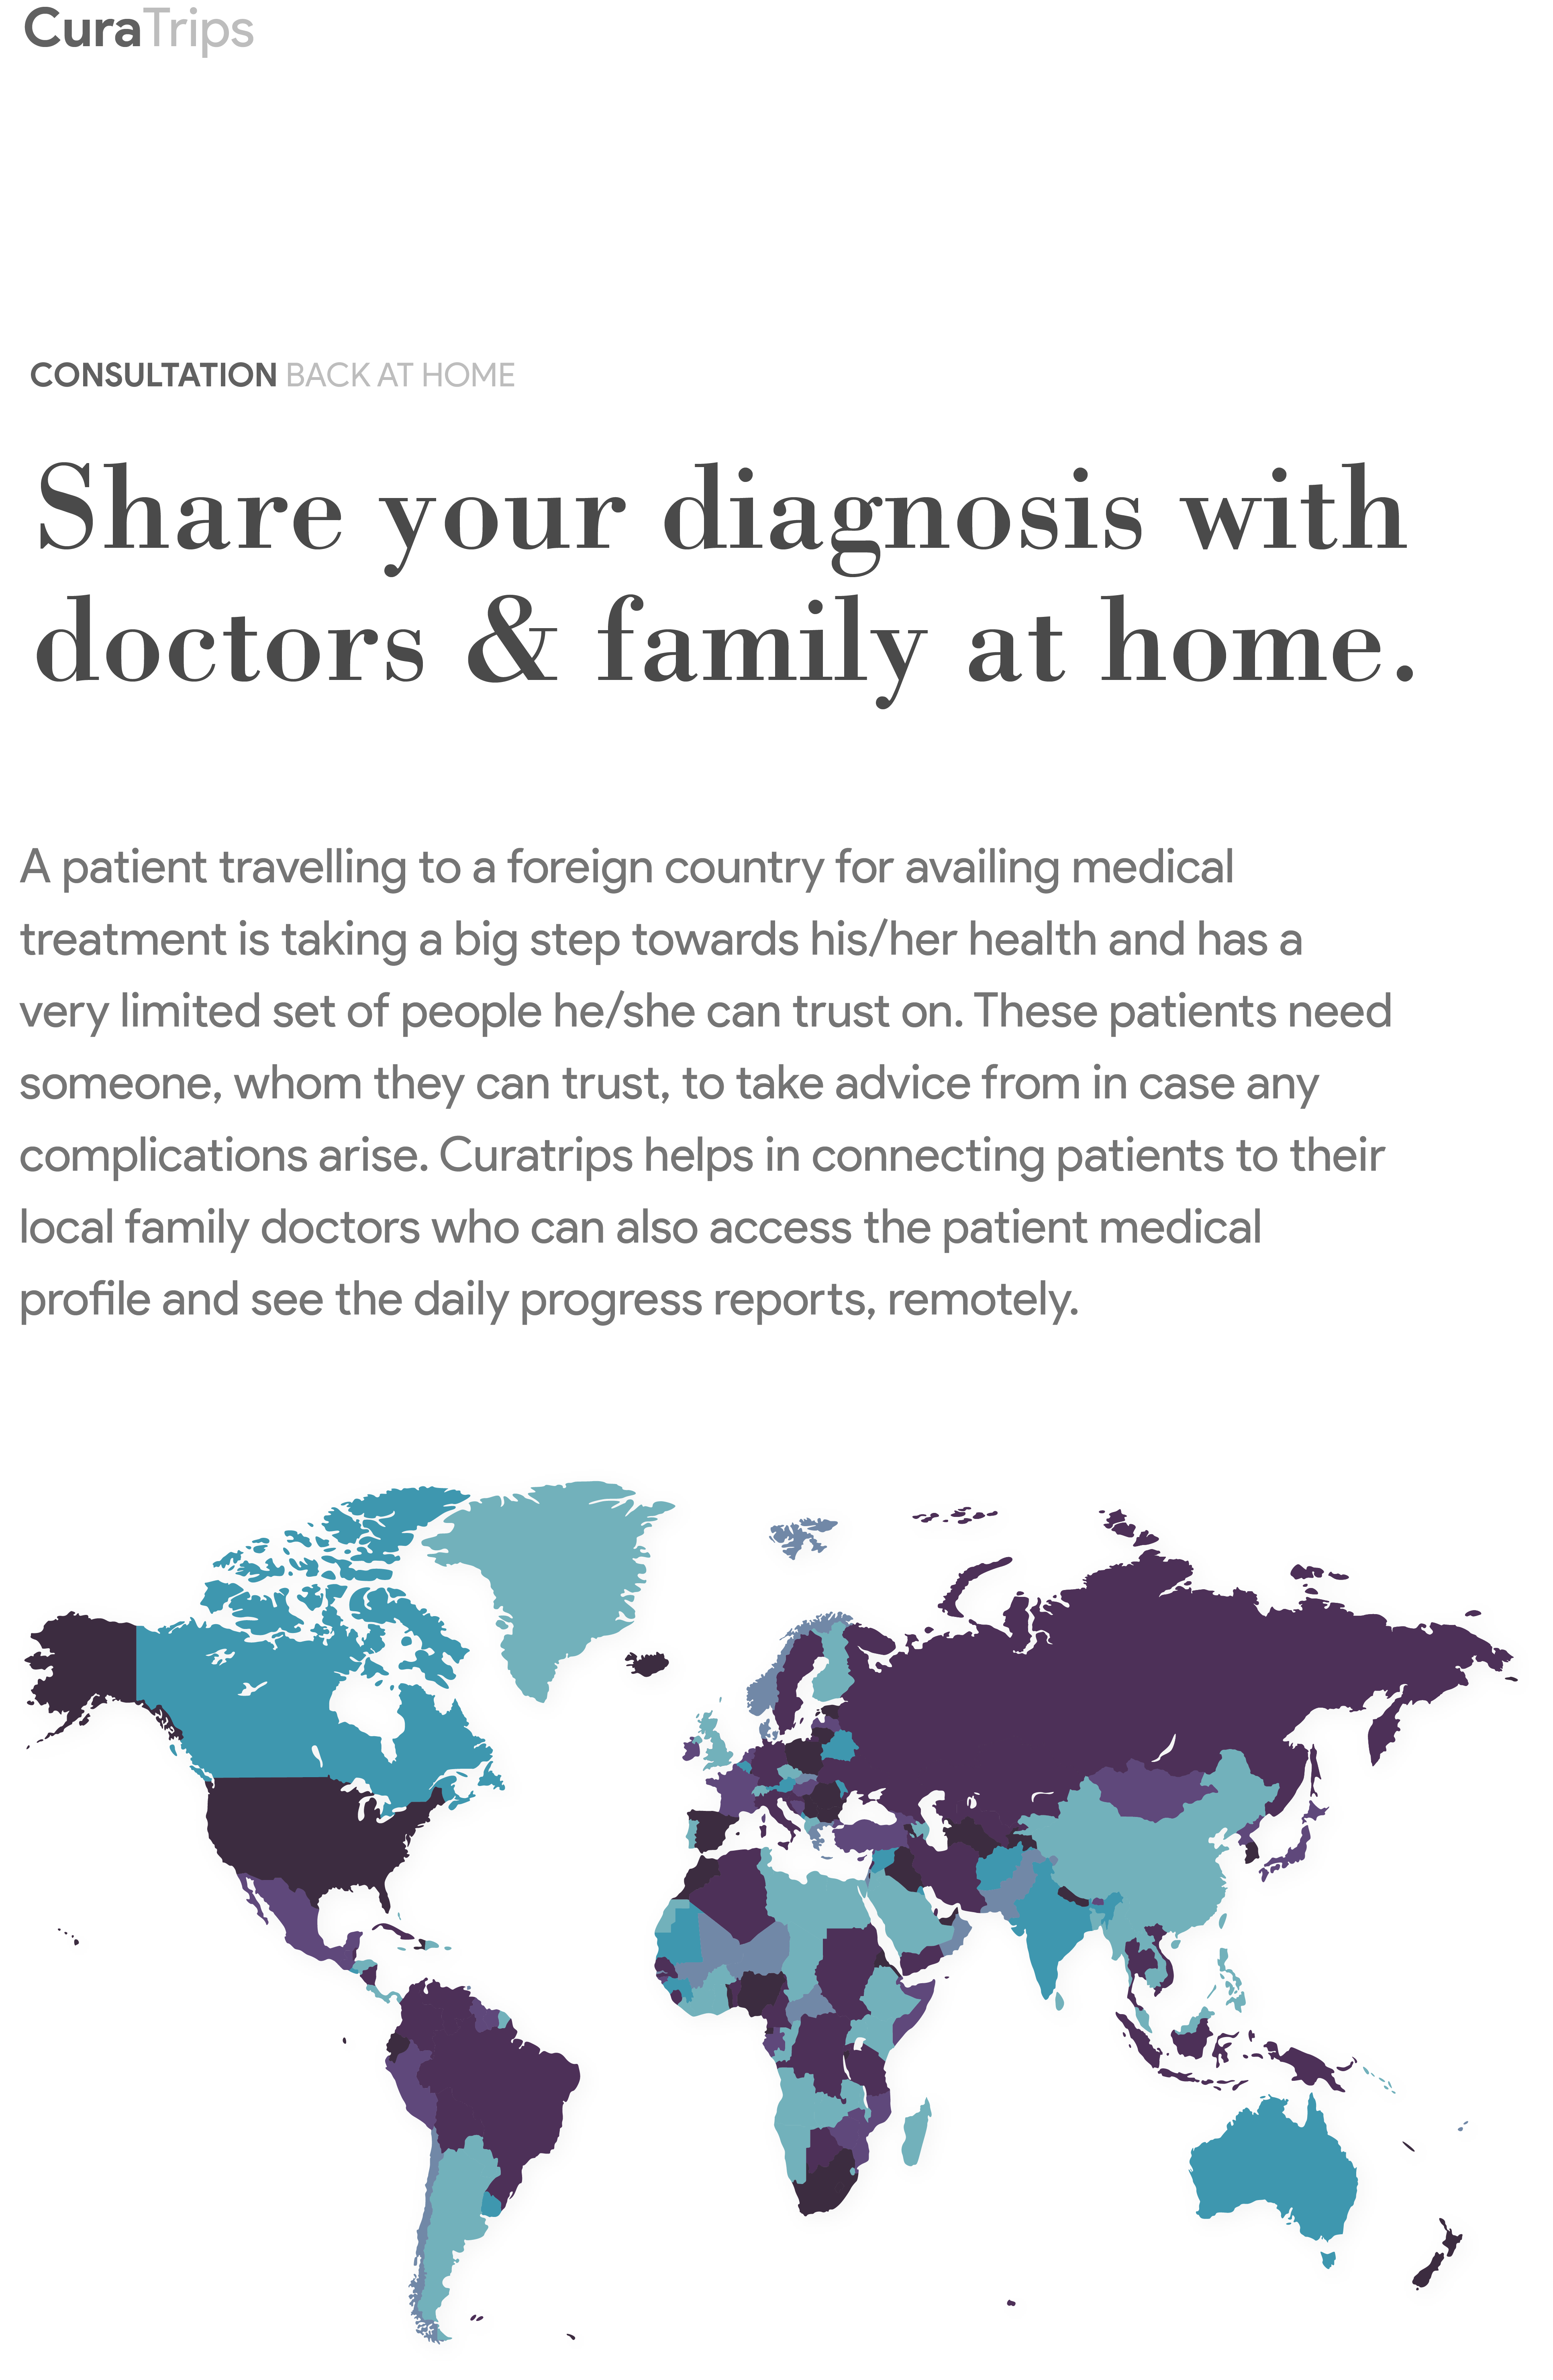 CuraTrips
CONSULTATION BACK AT HOME
Share your diagnosis with
doctors & family at home.
A patient travelling to a foreign country for availing medical
treatment is taking a big step towards his/her health and has a
very limited set of people he/she can trust on. These patients need
someone, whom they can trust, to take advice from in case any
complications arise. Curatrips helps in connecting patients to their
local family doctors who can also access the patient medical
profile and see the daily progress reports, remotely.